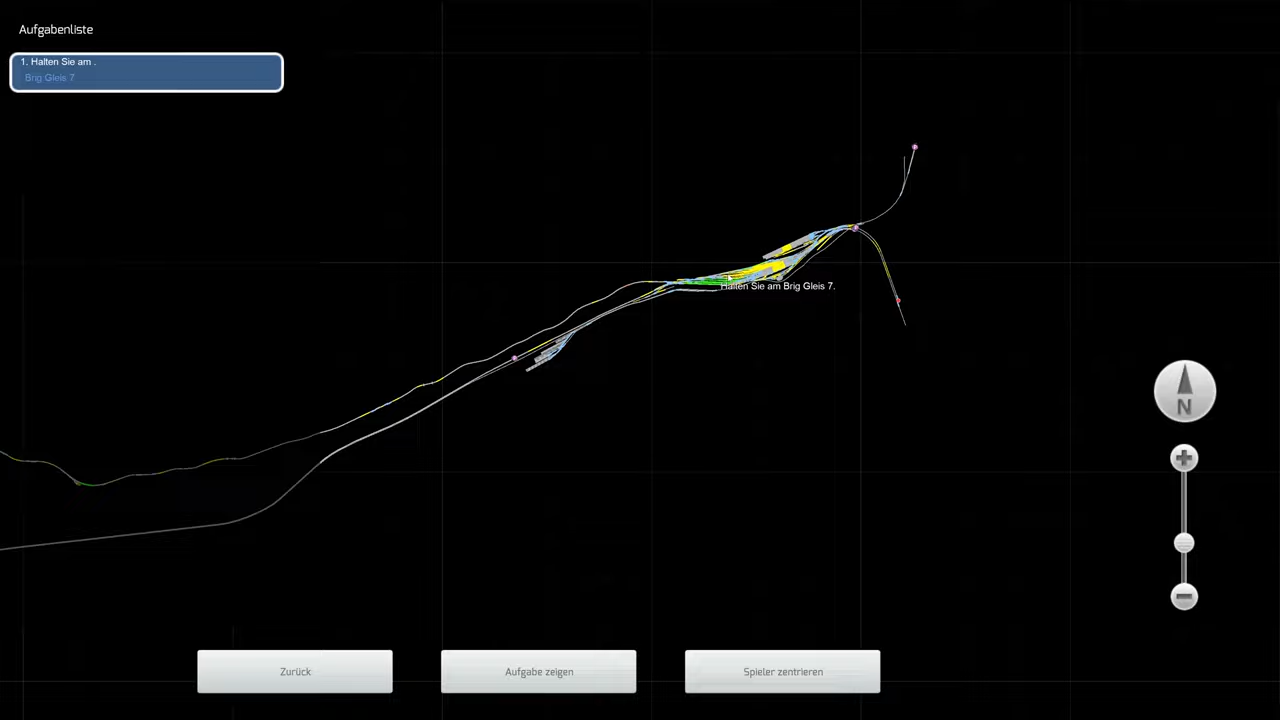 Aufgabenliste
1. Halten Sie am .
Brig Gleis 7
Halten Sie am Brig Gleis 7.
N
Zurück
Aufgabe zeigen
Spieler zentrieren